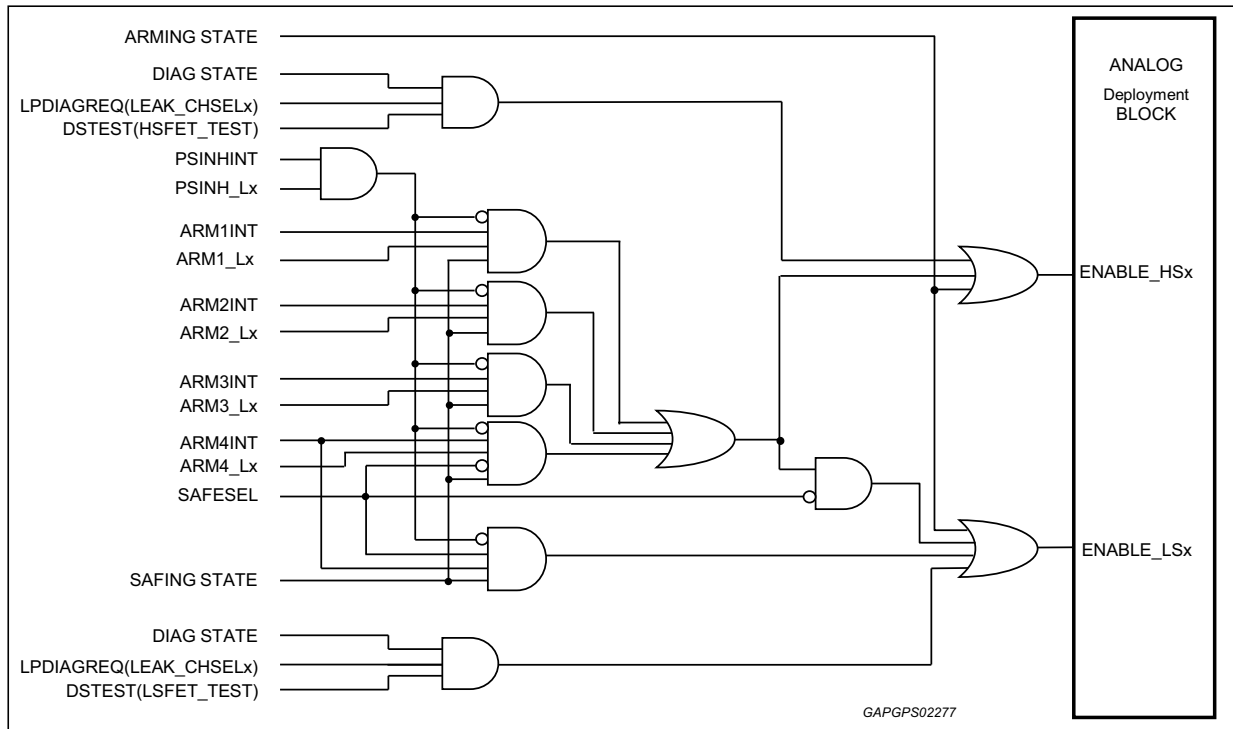 ARMING STATE
DIAG STATE
LPDIAGREQ(LEAK_CHSELx)
DSTEST(HSFET_TEST)
PSINHINT
PSINH_Lx
ARM1INT
ARM1_Lx
ARM2INT
ARM2_Lx
ARM3INT
ARM3_Lx
ARM4INT
ARM4_Lx
SAFESEL
SAFING STATE
DIAG STATE
LPDIAGREQ(LEAK_CHSELx)
DSTEST(LSFET_TEST)
ANALOG
Deployment
BLOCK
ENABLE_HSx
ENABLE_LSx
GAPGPS02277